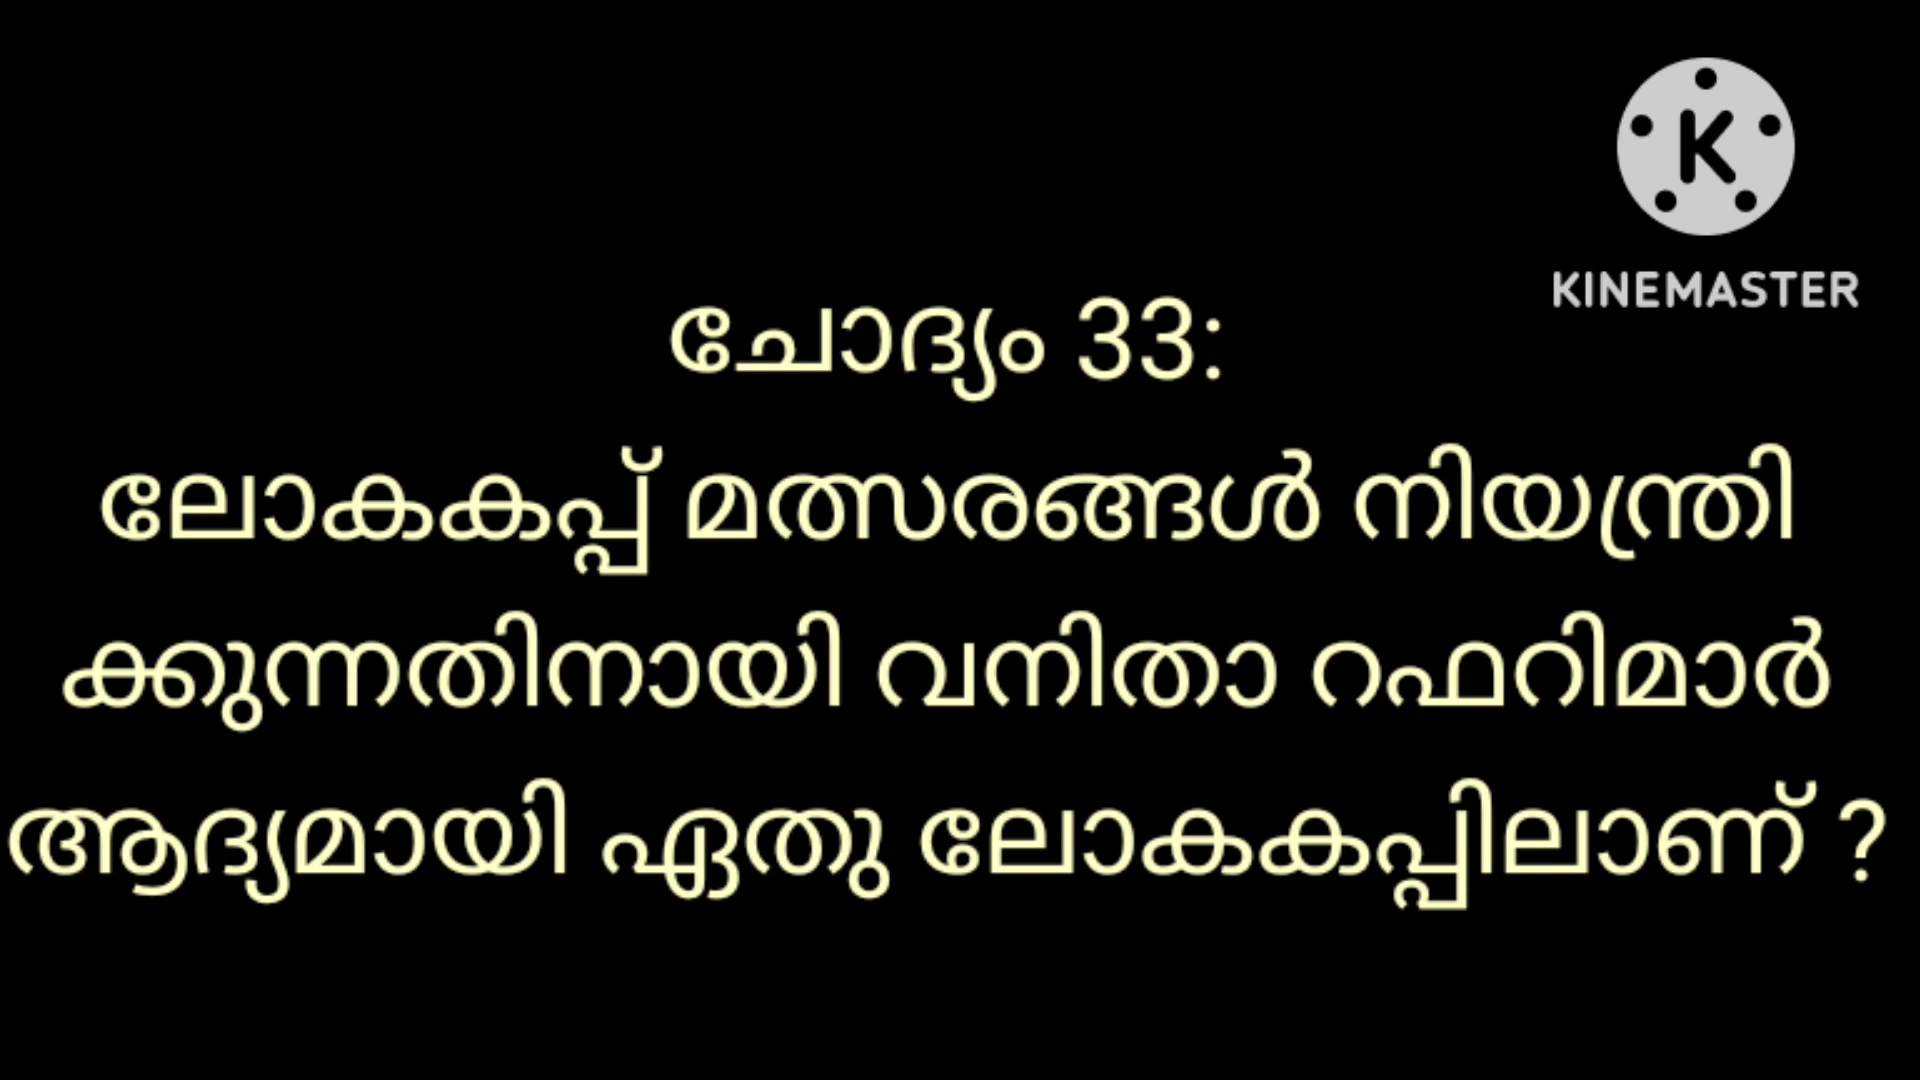 KINEMASTER
ചോദ്യം 33:
ലോകകപ്പ് മത്സരങ്ങൾ നിയന്ത്രി
ക്കുന്നതിനായി വനിതാ റഫറിമാർ
ആദ്യമായി ഏതു ലോകകപ്പിലാണ് ?